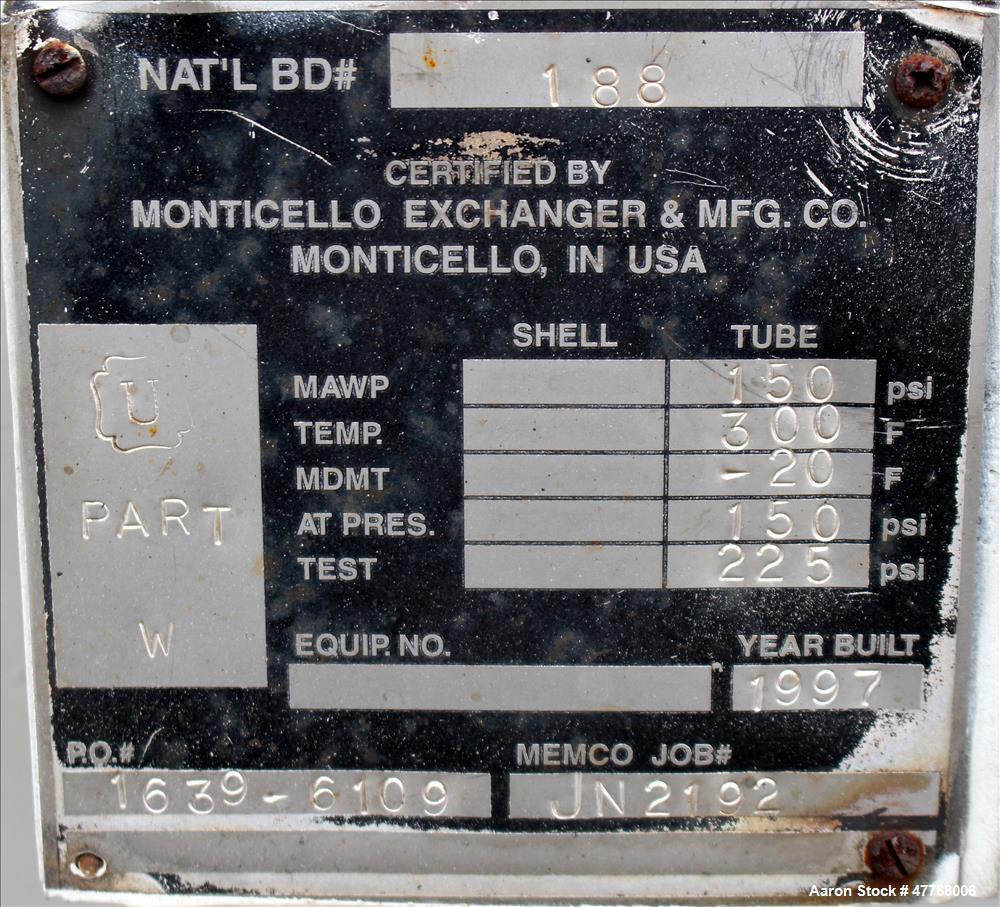 NAT'L BD# 188
CERTIFIED BY
MONTICELLO EXCHANGER & MFG. CO.
MONTICELLO, IN USA
U
PART
W
SHELL TUBE
MAWP 150 psi
TEMP. 300 F
MDMT -20 F
AT PRES. 150 psi
TEST 225 psi
EQUIP. NO.
YEAR BUILT
1997
P.O.# MEMCO JOB#
1639-6109 JN2192
Aaron Stock # 47768006